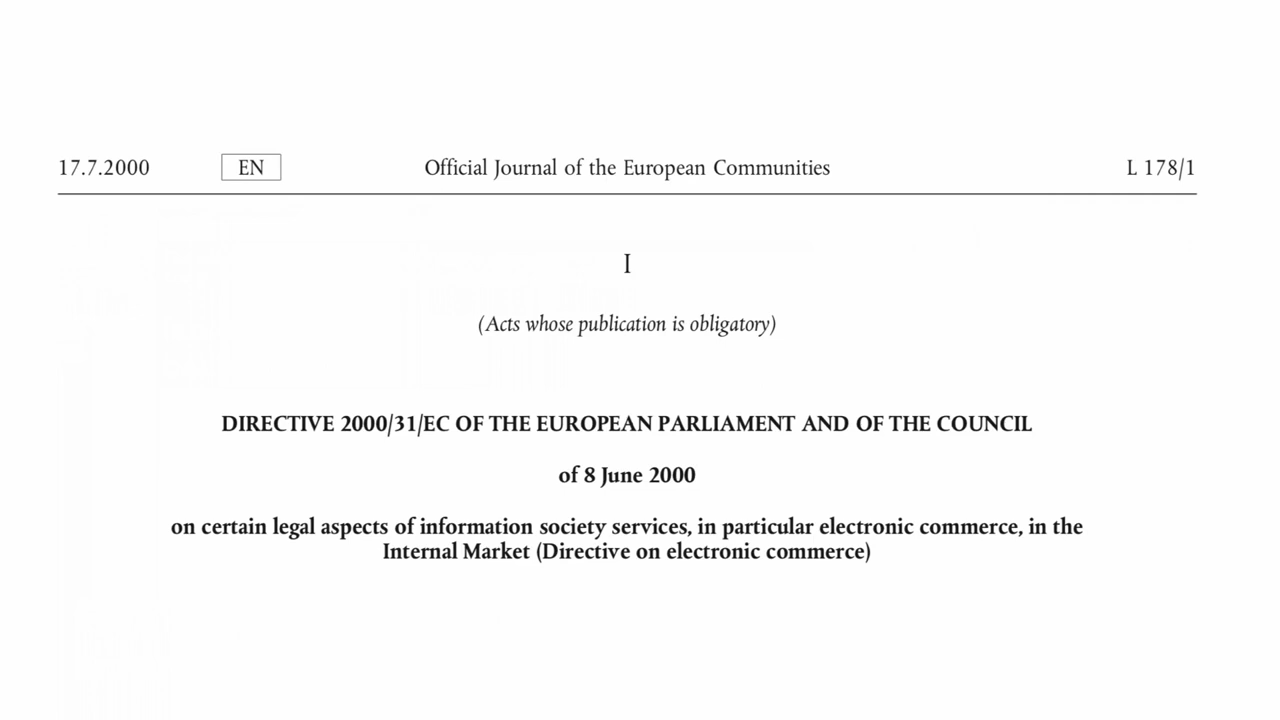 17.7.2000 EN Official Journal of the European Communities L 178/1
I
(Acts whose publication is obligatory)
DIRECTIVE 2000/31/EC OF THE EUROPEAN PARLIAMENT AND OF THE COUNCIL
of 8 June 2000
on certain legal aspects of information society services, in particular electronic commerce, in the
Internal Market (Directive on electronic commerce)